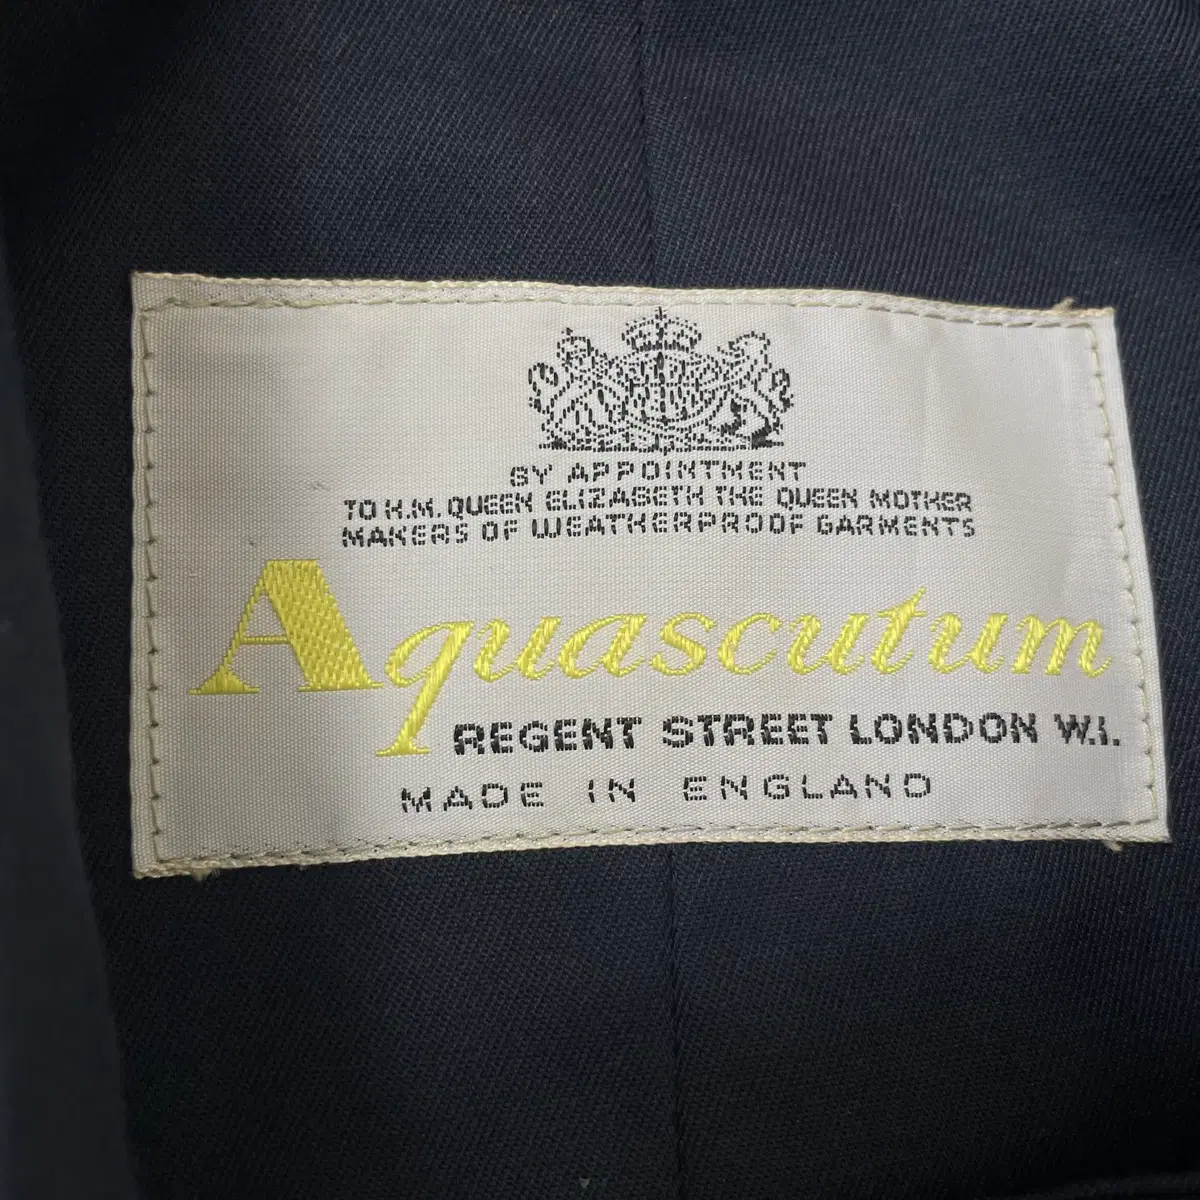 BY APPOINTMENT
TO H.M. QUEEN ELIZABETH THE QUEEN MOTHER
MAKERS OF WEATHERPROOF GARMENTS
Aquascutum
REGENT STREET LONDON W.1.
MADE IN ENGLAND